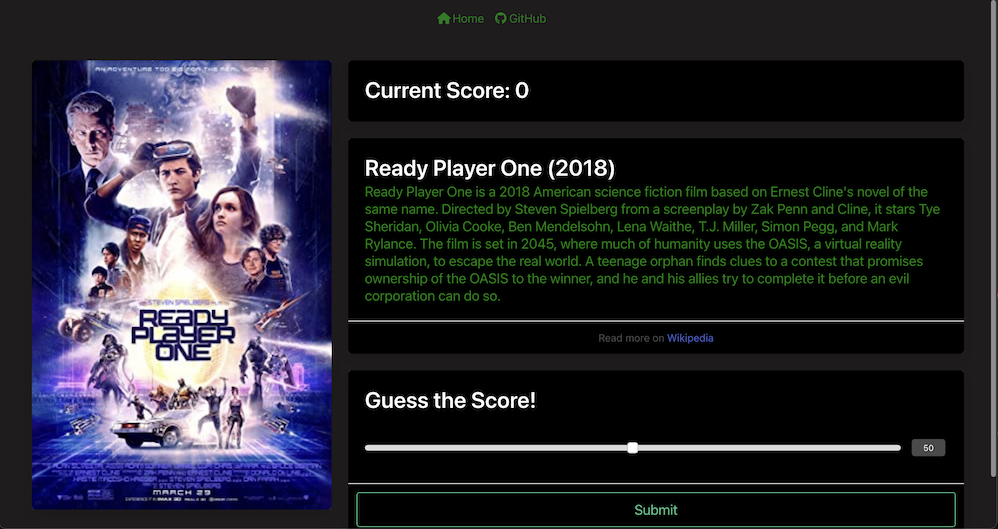 Home GitHub
AN ADVENTURE TOO BIG FOR THE REAL WORLD
A STEVEN SPIELBERG FILM
READY
PLAYER
ONE
MARCH 29
Current Score: 0
Ready Player One (2018)
Ready Player One is a 2018 American science fiction film based on Ernest Cline's novel of the
same name. Directed by Steven Spielberg from a screenplay by Zak Penn and Cline, it stars Tye
Sheridan, Olivia Cooke, Ben Mendelsohn, Lena Waithe, T.J. Miller, Simon Pegg, and Mark
Rylance. The film is set in 2045, where much of humanity uses the OASIS, a virtual reality
simulation, to escape the real world. A teenage orphan finds clues to a contest that promises
ownership of the OASIS to the winner, and he and his allies try to complete it before an evil
corporation can do so.
Read more on Wikipedia
Guess the Score!
50
Submit